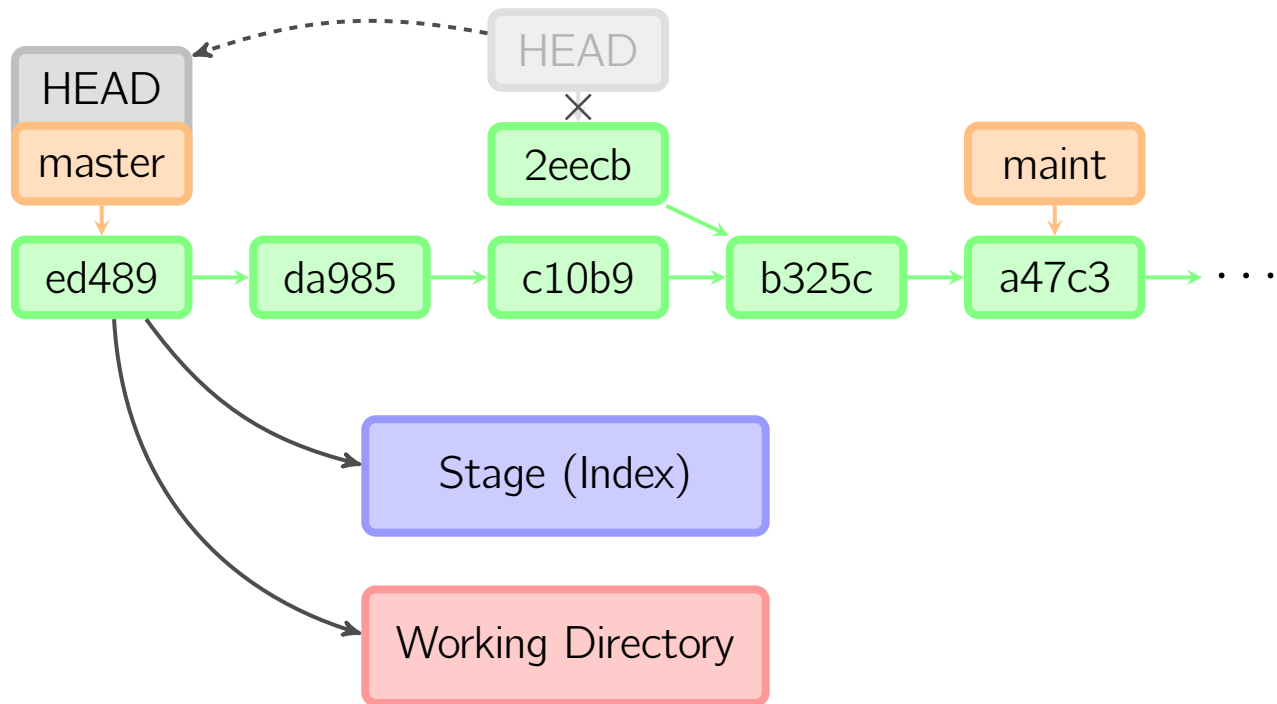 HEAD
HEAD
master
2eecb
maint
ed489
da985
c10b9
b325c
a47c3
...
Stage (Index)
Working Directory